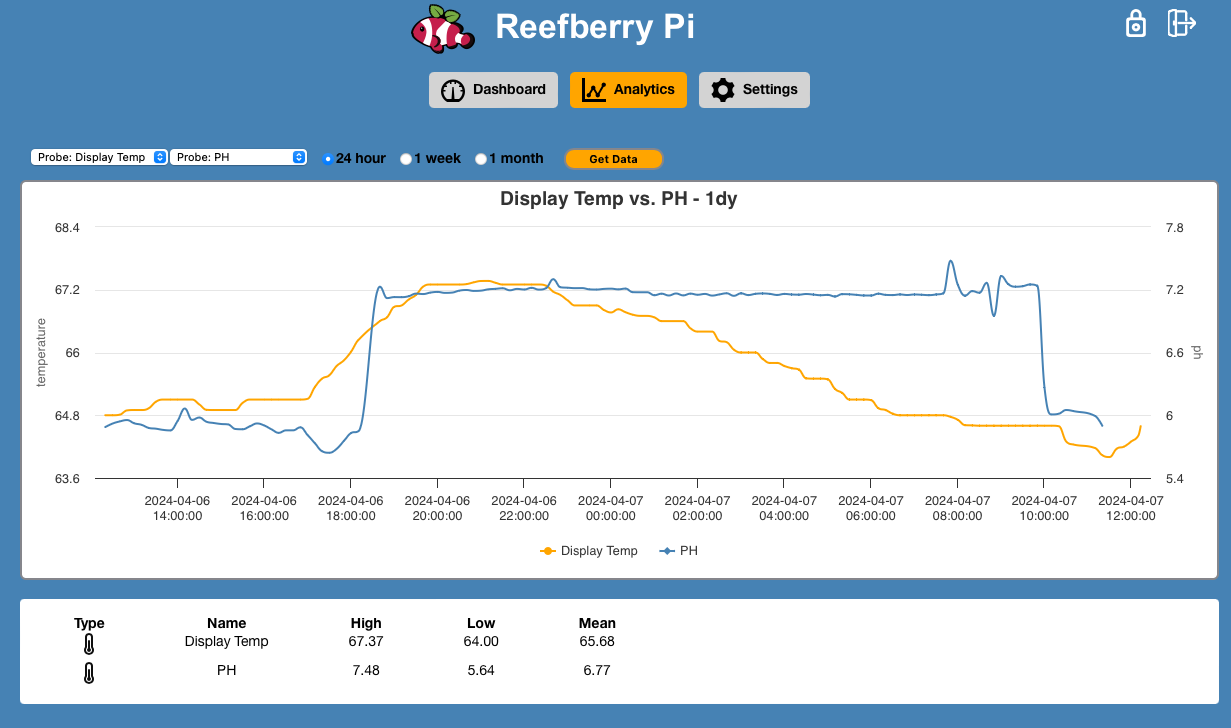 Reefberry Pi
Dashboard Analytics Settings
Probe: Display Temp Probe: PH 24 hour 1 week 1 month Get Data
Display Temp vs. PH - 1dy
68.4 7.8
67.2 7.2
66 6.6
64.8 6
63.6 5.4
temperature
ph
2024-04-06 2024-04-06 2024-04-06 2024-04-06 2024-04-06 2024-04-07 2024-04-07 2024-04-07 2024-04-07 2024-04-07 2024-04-07 2024-04-07
14:00:00 16:00:00 18:00:00 20:00:00 22:00:00 00:00:00 02:00:00 04:00:00 06:00:00 08:00:00 10:00:00 12:00:00
Display Temp PH
Type Name High Low Mean
Display Temp 67.37 64.00 65.68
PH 7.48 5.64 6.77